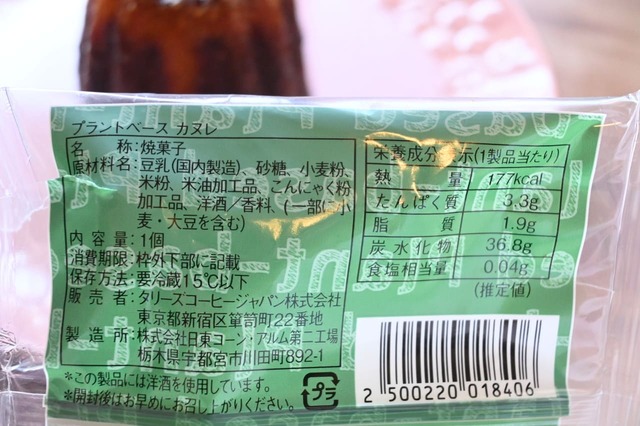 プラントベース カヌレ
名 称:焼菓子
原材料名:豆乳(国内製造)、砂糖、小麦粉、
米粉、米油加工品、こんにゃく粉
加工品、洋酒/香料、(一部に小
麦・大豆を含む)
内 容 量:1個
消費期限:枠外下部に記載
保存方法:要冷蔵15℃以下
販 売 者:タリーズコーヒージャパン株式会社
東京都新宿区箪笥町22番地
製 造 所:株式会社日東コーン・アルム第二工場
栃木県宇都宮市川田町892-1
*この製品には洋酒を使用しています。
*開封後はお早めにお召し上がりください。
プラ
栄養成分表示(1製品当たり)
熱 量 177kcal
たんぱく質 3.3g
脂 質 1.9g
炭水化物 36.8g
食塩相当量 0.04g
(推定値)
2 500220 018406